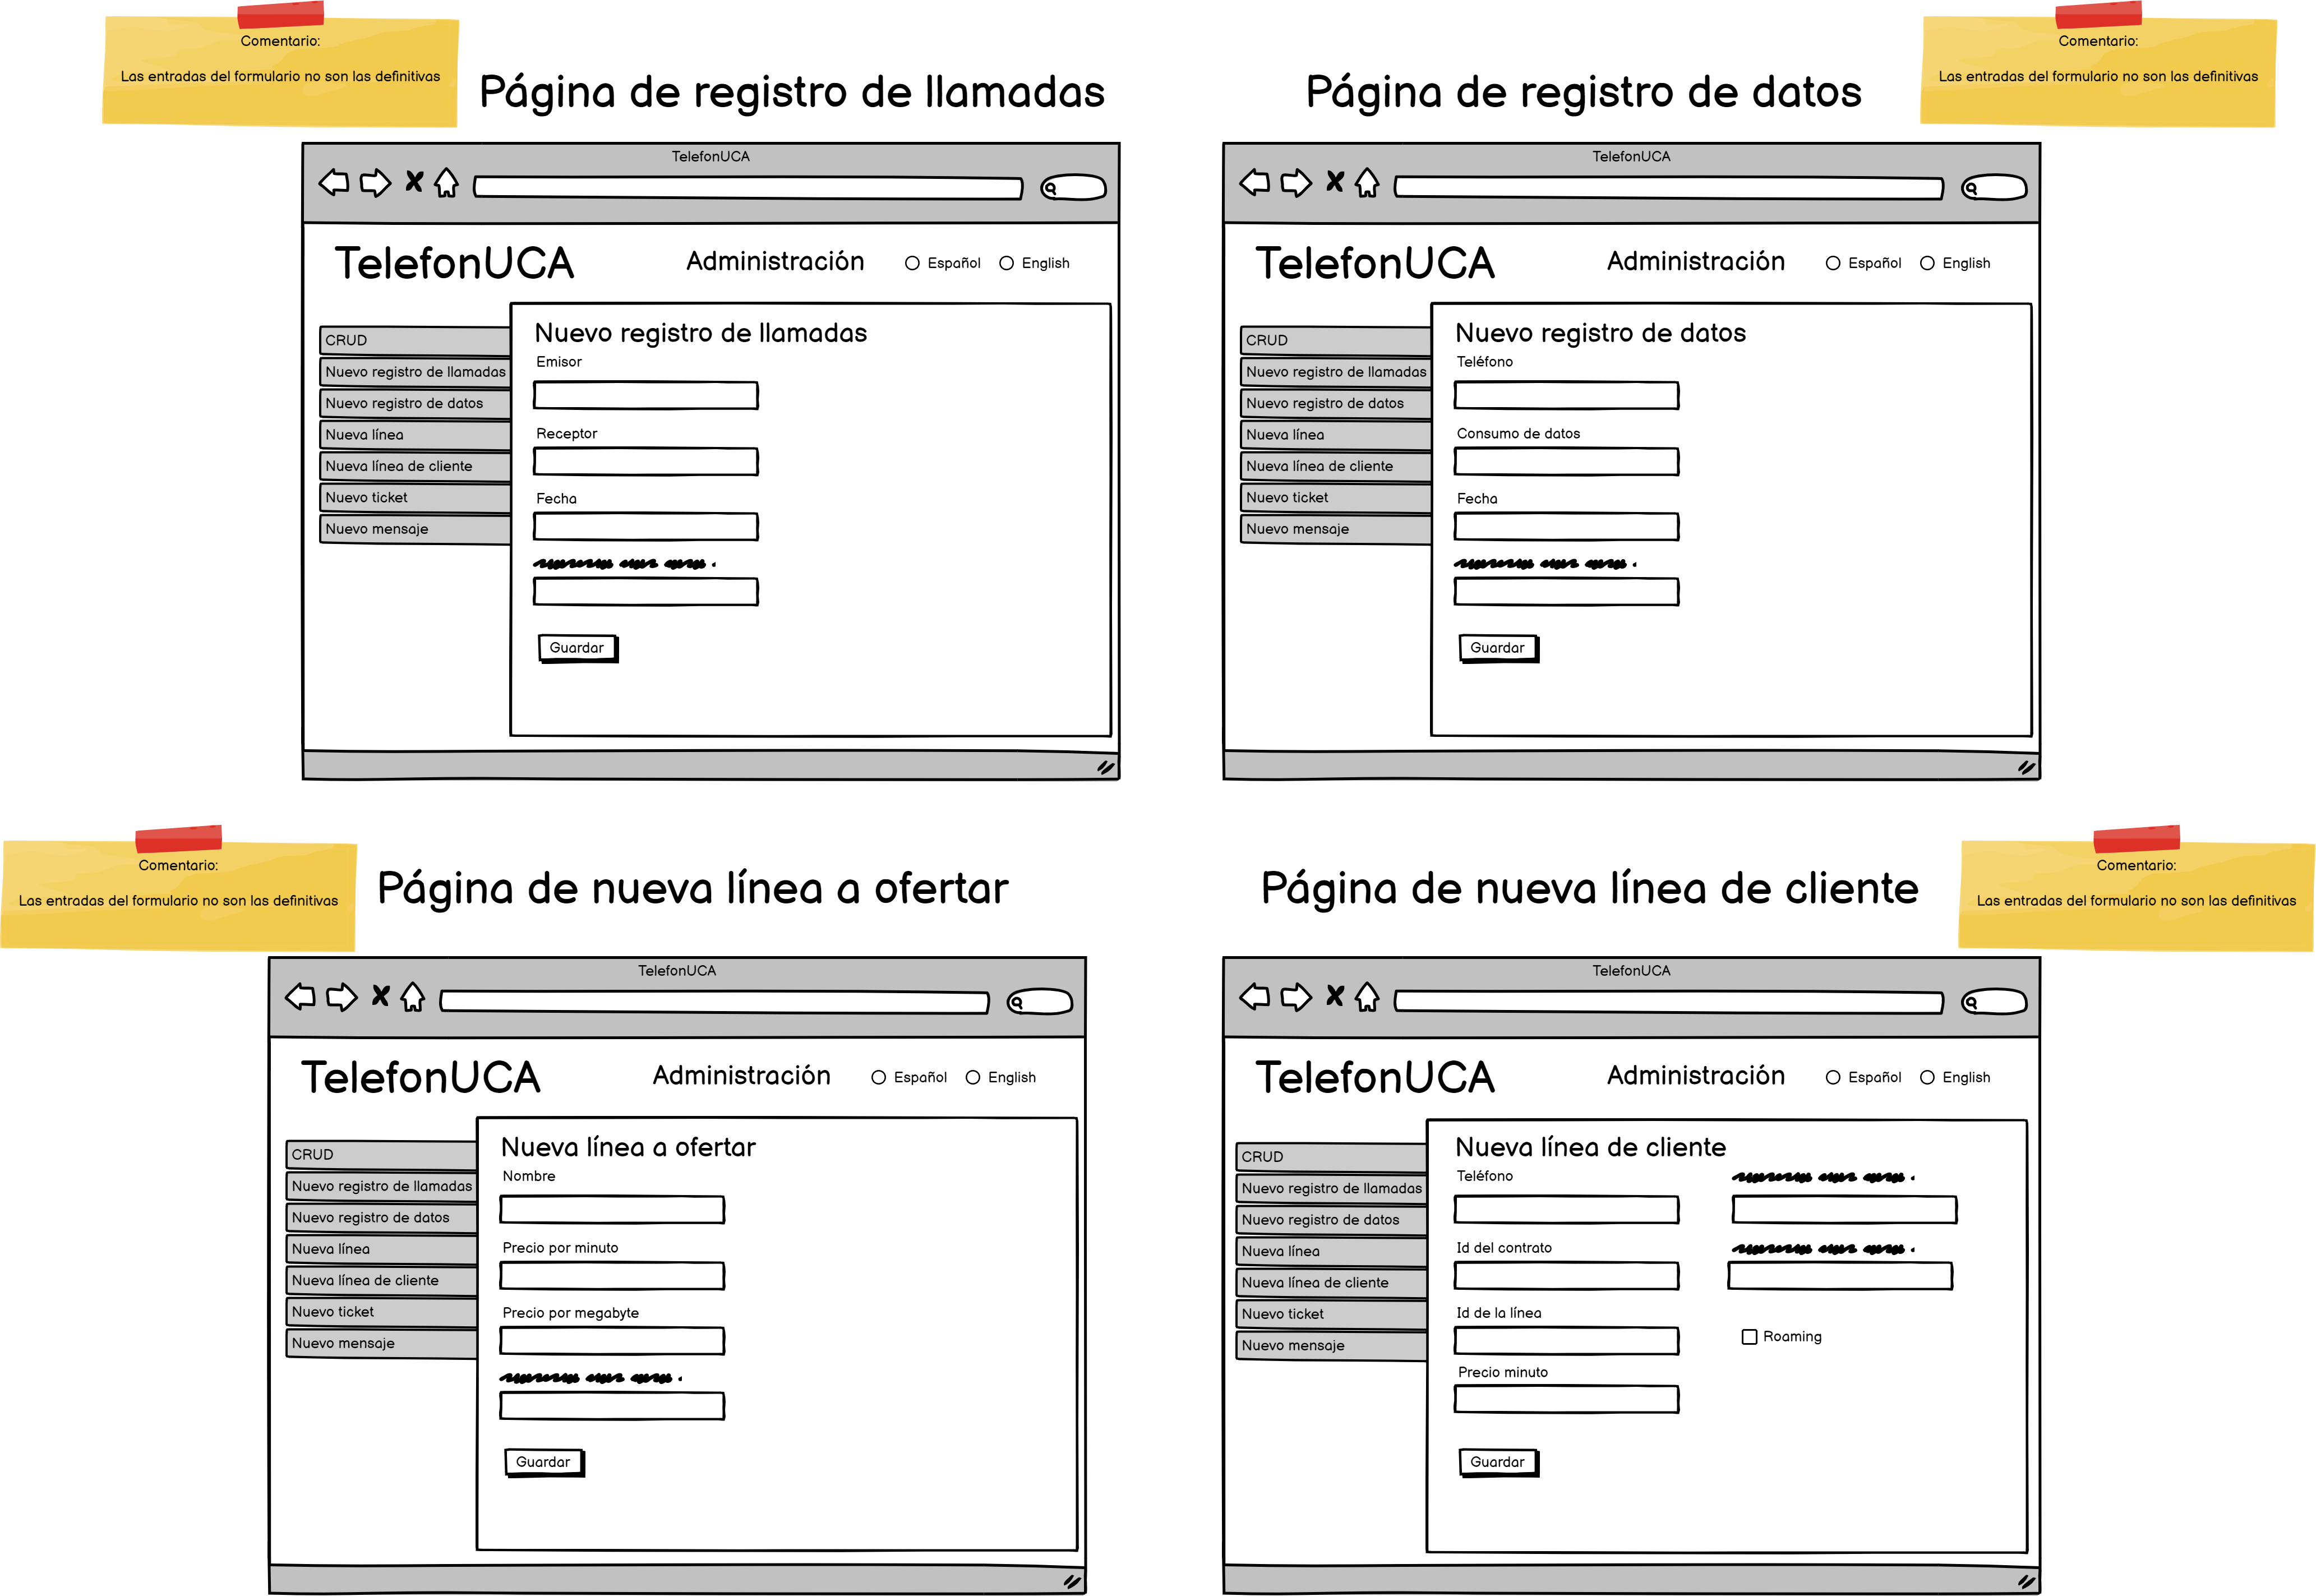 Comentario:
Las entradas del formulario no son las definitivas
Página de registro de llamadas
TelefonUCA
TelefonUCA
Administración
Español
English
CRUD
Nuevo registro de llamadas
Nuevo registro de datos
Nueva línea
Nueva línea de cliente
Nuevo ticket
Nuevo mensaje
Nuevo registro de llamadas
Emisor
Receptor
Fecha
Guardar
Página de registro de datos
Comentario:
Las entradas del formulario no son las definitivas
TelefonUCA
TelefonUCA
Administración
Español
English
CRUD
Nuevo registro de llamadas
Nuevo registro de datos
Nueva línea
Nueva línea de cliente
Nuevo ticket
Nuevo mensaje
Nuevo registro de datos
Teléfono
Consumo de datos
Fecha
Guardar
Comentario:
Las entradas del formulario no son las definitivas
Página de nueva línea a ofertar
TelefonUCA
TelefonUCA
Administración
Español
English
CRUD
Nuevo registro de llamadas
Nuevo registro de datos
Nueva línea
Nueva línea de cliente
Nuevo ticket
Nuevo mensaje
Nueva línea a ofertar
Nombre
Precio por minuto
Precio por megabyte
Guardar
Página de nueva línea de cliente
Comentario:
Las entradas del formulario no son las definitivas
TelefonUCA
TelefonUCA
Administración
Español
English
CRUD
Nuevo registro de llamadas
Nuevo registro de datos
Nueva línea
Nueva línea de cliente
Nuevo ticket
Nuevo mensaje
Nueva línea de cliente
Teléfono
Id del contrato
Id de la línea
Roaming
Precio minuto
Guardar